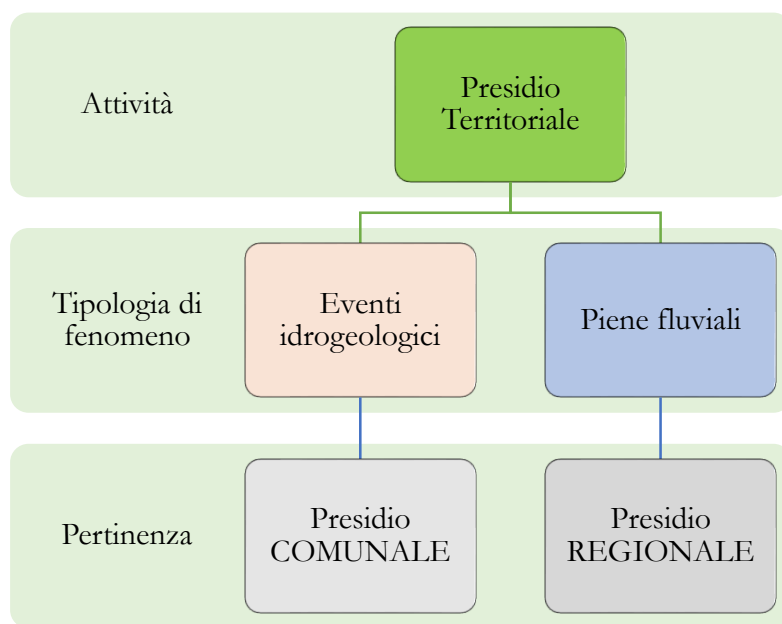 Attività
Presidio
Territoriale
Tipologia di
fenomeno
Eventi
idrogeologici
Piene fluviali
Pertinenza
Presidio
COMUNALE
Presidio
REGIONALE